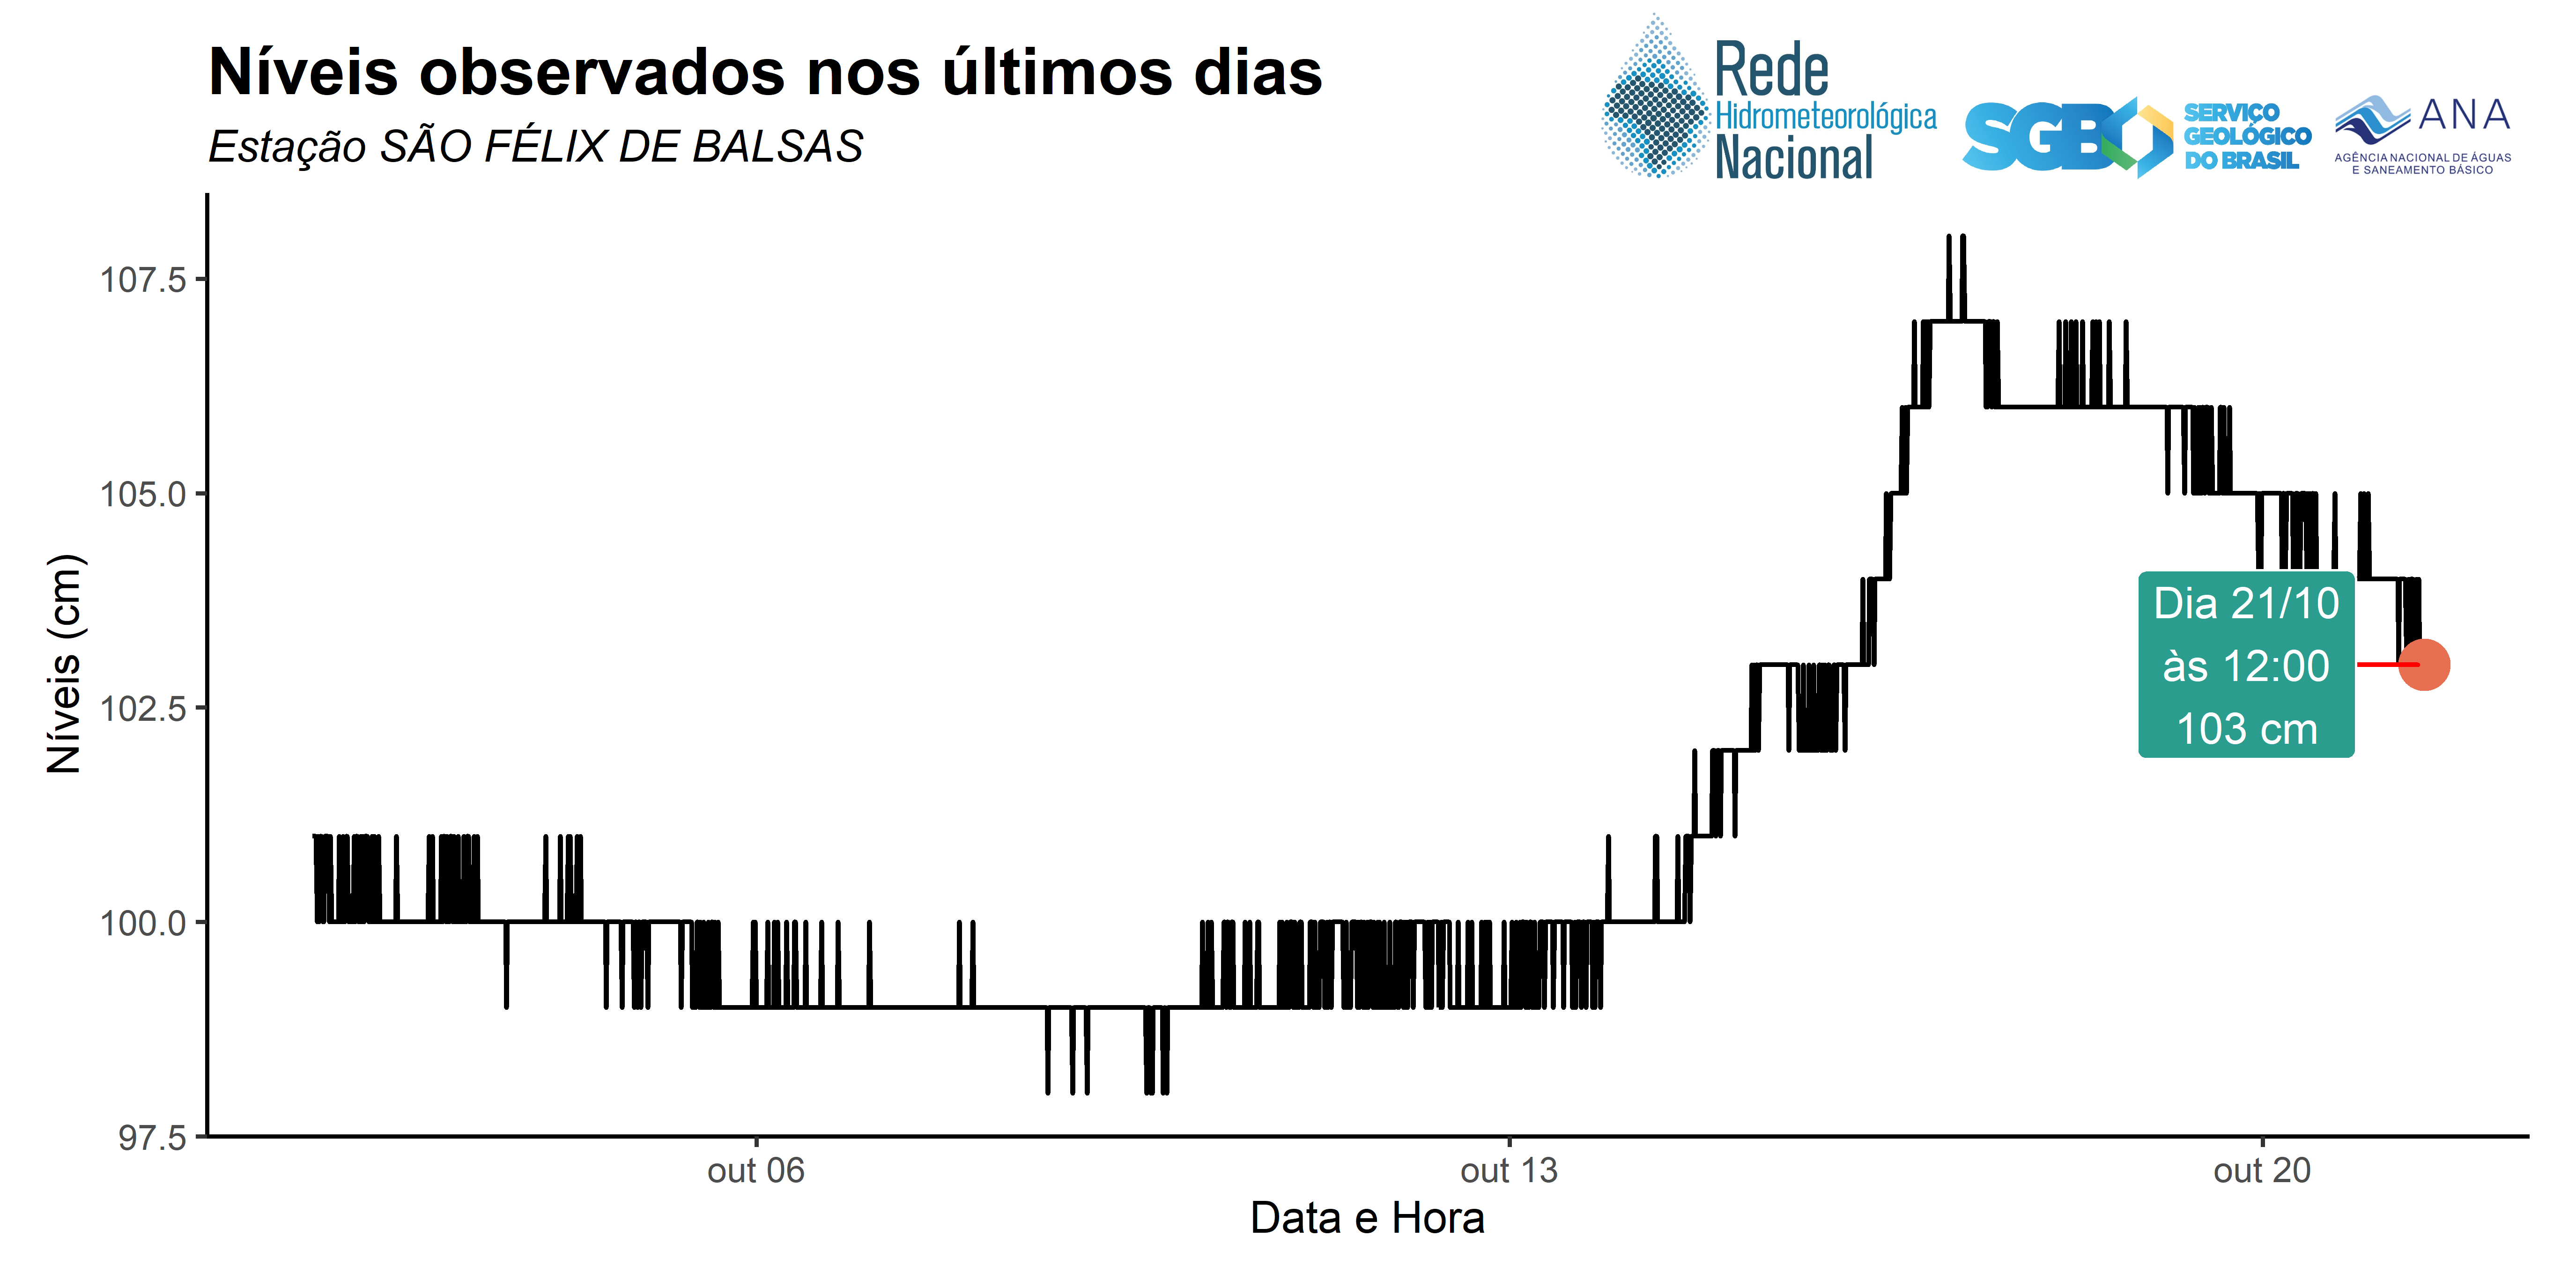 Níveis observados nos últimos dias
Estação SÃO FÉLIX DE BALSAS
Rede
Hidrometeorológica
Nacional
SGB
SERVIÇO
GEOLÓGICO
DO BRASIL
ANA
AGÊNCIA NACIONAL DE ÁGUAS
E SANEAMENTO BÁSICO
Níveis (cm)
107.5
105.0
102.5
100.0
97.5
Dia 21/10
às 12:00
103 cm
out 06
out 13
out 20
Data e Hora